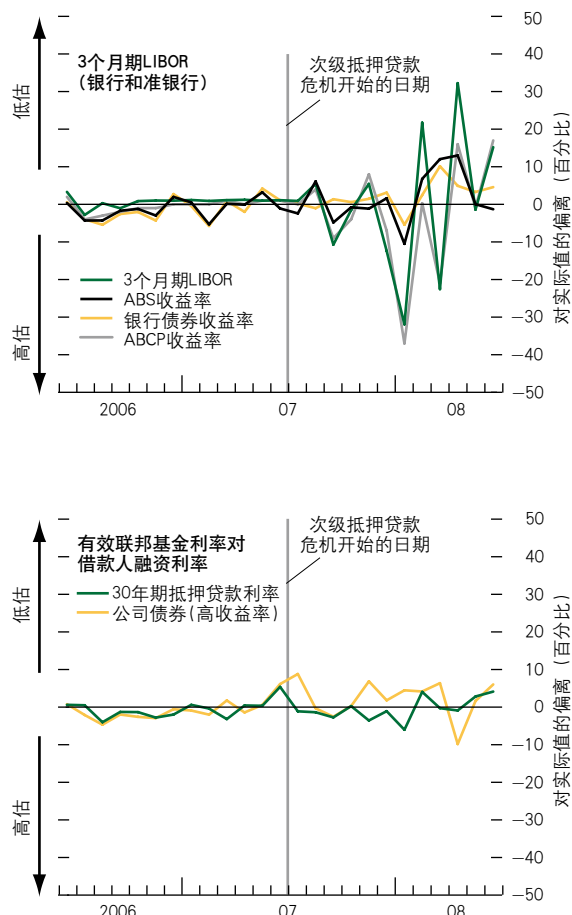 3个月期LIBOR
（银行和准银行）
次级抵押贷款
危机开始的日期
低估
高估
50
40
30
20
10
0
−10
−20
−30
−40
−50
对实际值的偏离（百分比）
3个月期LIBOR
ABS收益率
银行债券收益率
ABCP收益率
2006
07
08
有效联邦基金利率对
借款人融资利率
次级抵押贷款
危机开始的日期
30年期抵押贷款利率
公司债券(高收益率)
低估
高估
50
40
30
20
10
0
−10
−20
−30
−40
−50
对实际值的偏离（百分比）
2006
07
08